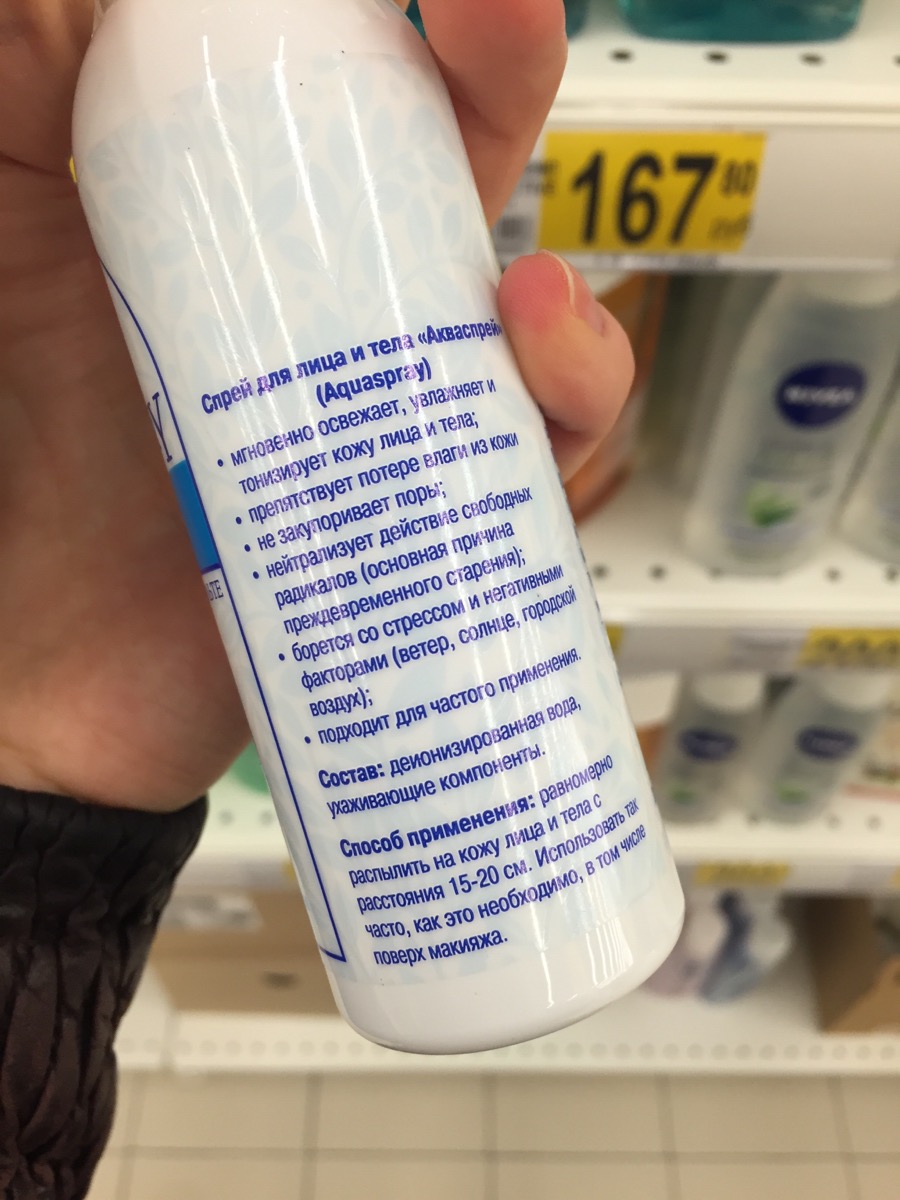 167 80
NIVEA
Спрей для лица и тела «Акваспрей»
(Aquaspray)
• мгновенно освежает, увлажняет и
тонизирует кожу лица и тела;
• препятствует потере влаги из кожи
• не закупоривает поры;
• нейтрализует действие свободных
радикалов (основная причина
преждевременного старения);
• борется со стрессом и негативными
факторами (ветер, солнце, городской
воздух);
• подходит для частого применения.
Состав: деионизированная вода,
ухаживающие компоненты.
Способ применения: равномерно
распылить на кожу лица и тела с
расстояния 15-20 см. Использовать так
часто, как это необходимо, в том числе
поверх макияжа.